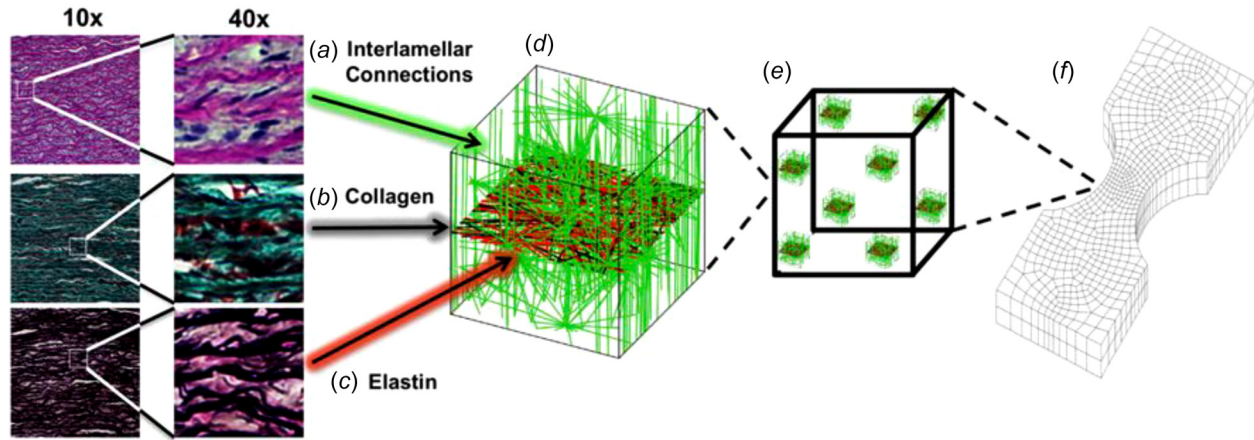 10x
40x
(a) Interlamellar
Connections
(b) Collagen
(c) Elastin
(d)
(e)
(f)